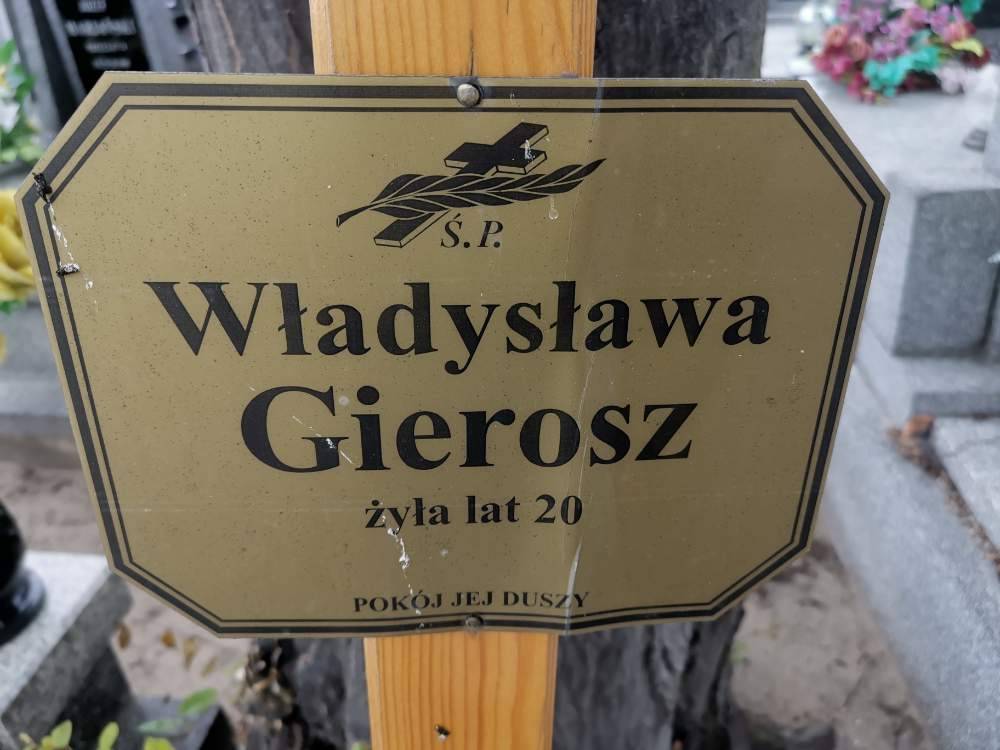 Ś.P.
Władysława
Gierosz
żyła lat 20
POKÓJ JEJ DUSZY